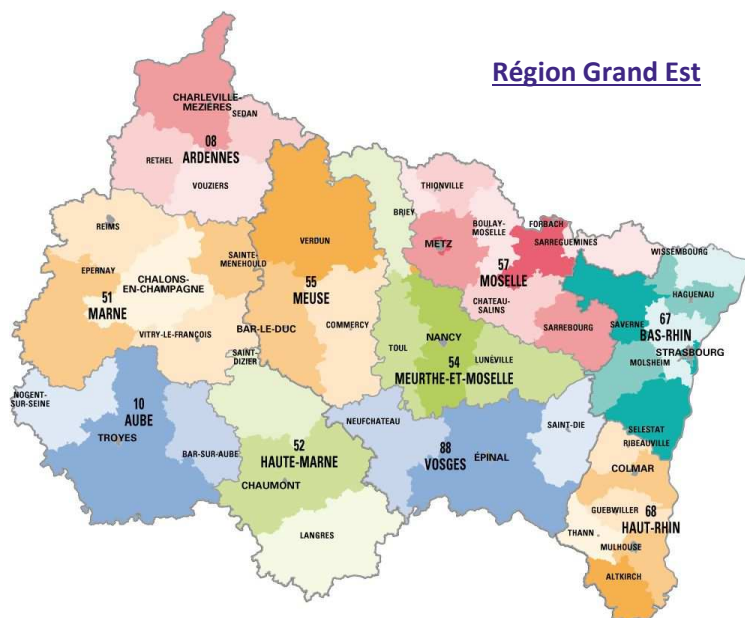 Région Grand Est
CHARLEVILLE-
MEZIÈRES
SEDAN
08
ARDENNES
RETHEL
VOUZIERS
REIMS
EPERNAY
SAINTE-
MENEHOULD
CHALONS-
EN-CHAMPAGNE
51
MARNE
VITRY-LE-FRANÇOIS
VERDUN
55
MEUSE
BAR-LE-DUC
COMMERCY
SAINT-
DIZIER
BRIEY
THIONVILLE
BOULAY-
MOSELLE
FORBACH
SARREGUEMINES
METZ
57
MOSELLE
CHATEAU-
SALINS
SARREBOURG
WISSEMBOURG
HAGUENAU
SAVERNE
67
BAS-RHIN
STRASBOURG
MOLSHEIM
SELESTAT
NANCY
TOUL
LUNÉVILLE
54
MEURTHE-ET-MOSELLE
NOGENT-
SUR-SEINE
10
AUBE
TROYES
BAR-SUR-AUBE
52
HAUTE-MARNE
CHAUMONT
LANGRES
NEUFCHATEAU
88
VOSGES
ÉPINAL
SAINT-DIE
RIBEAUVILLE
COLMAR
GUEBWILLER
68
HAUT-RHIN
THANN
MULHOUSE
ALTKIRCH